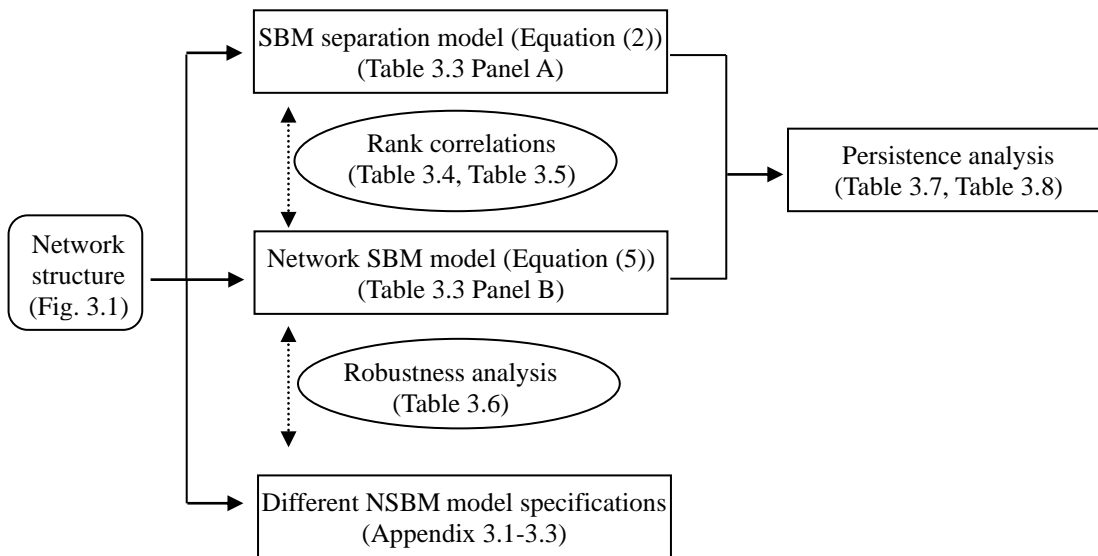 SBM separation model (Equation (2))
(Table 3.3 Panel A)
Rank correlations
(Table 3.4, Table 3.5)
Persistence analysis
(Table 3.7, Table 3.8)
Network
structure
(Fig. 3.1)
Network SBM model (Equation (5))
(Table 3.3 Panel B)
Robustness analysis
(Table 3.6)
Different NSBM model specifications
(Appendix 3.1-3.3)